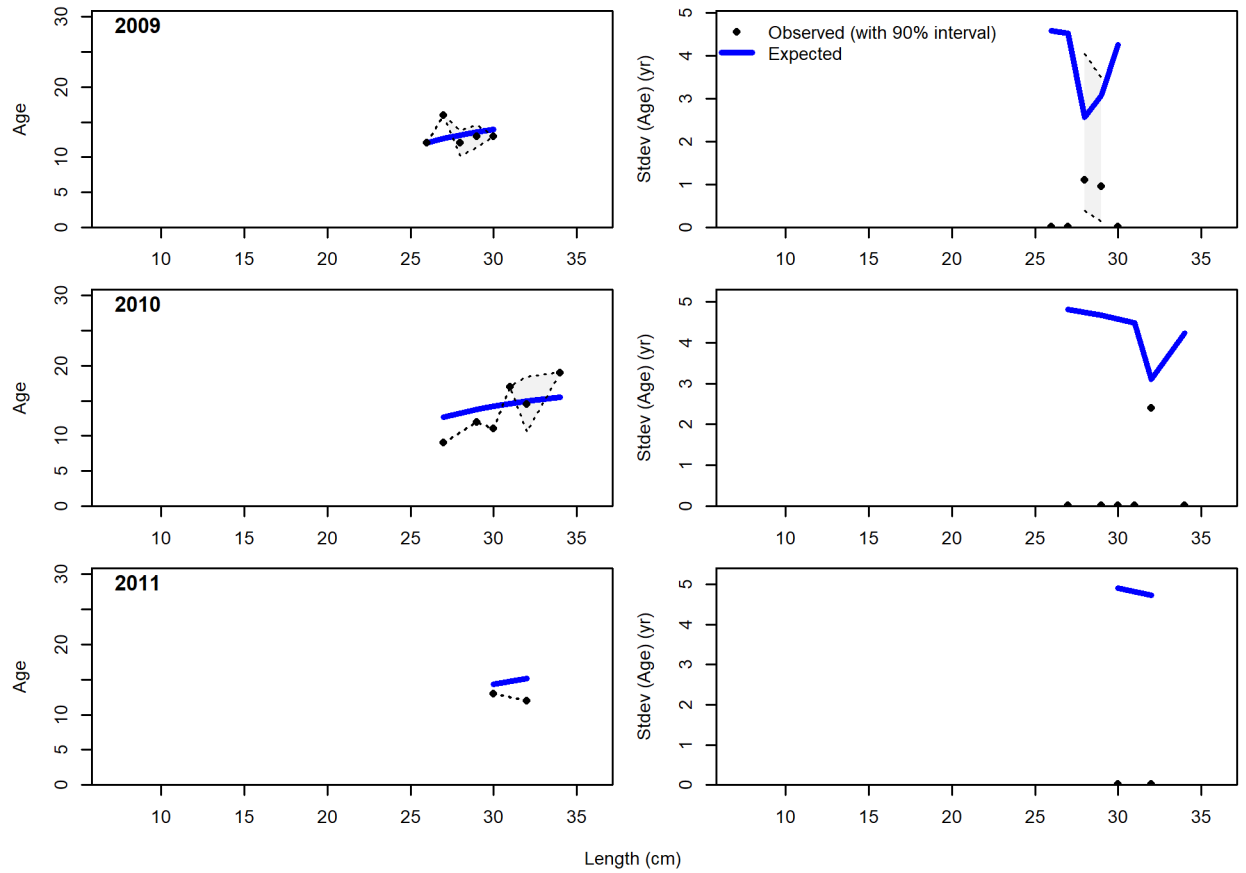 2009
Age
0 5 10 20 30
10 15 20 25 30 35
Observed (with 90% interval)
Expected
Stdev (Age) (yr)
0 1 2 3 4 5
10 15 20 25 30 35
2010
Age
0 5 10 20 30
10 15 20 25 30 35
Stdev (Age) (yr)
0 1 2 3 4 5
10 15 20 25 30 35
2011
Age
0 5 10 20 30
10 15 20 25 30 35
Stdev (Age) (yr)
0 1 2 3 4 5
10 15 20 25 30 35
Length (cm)